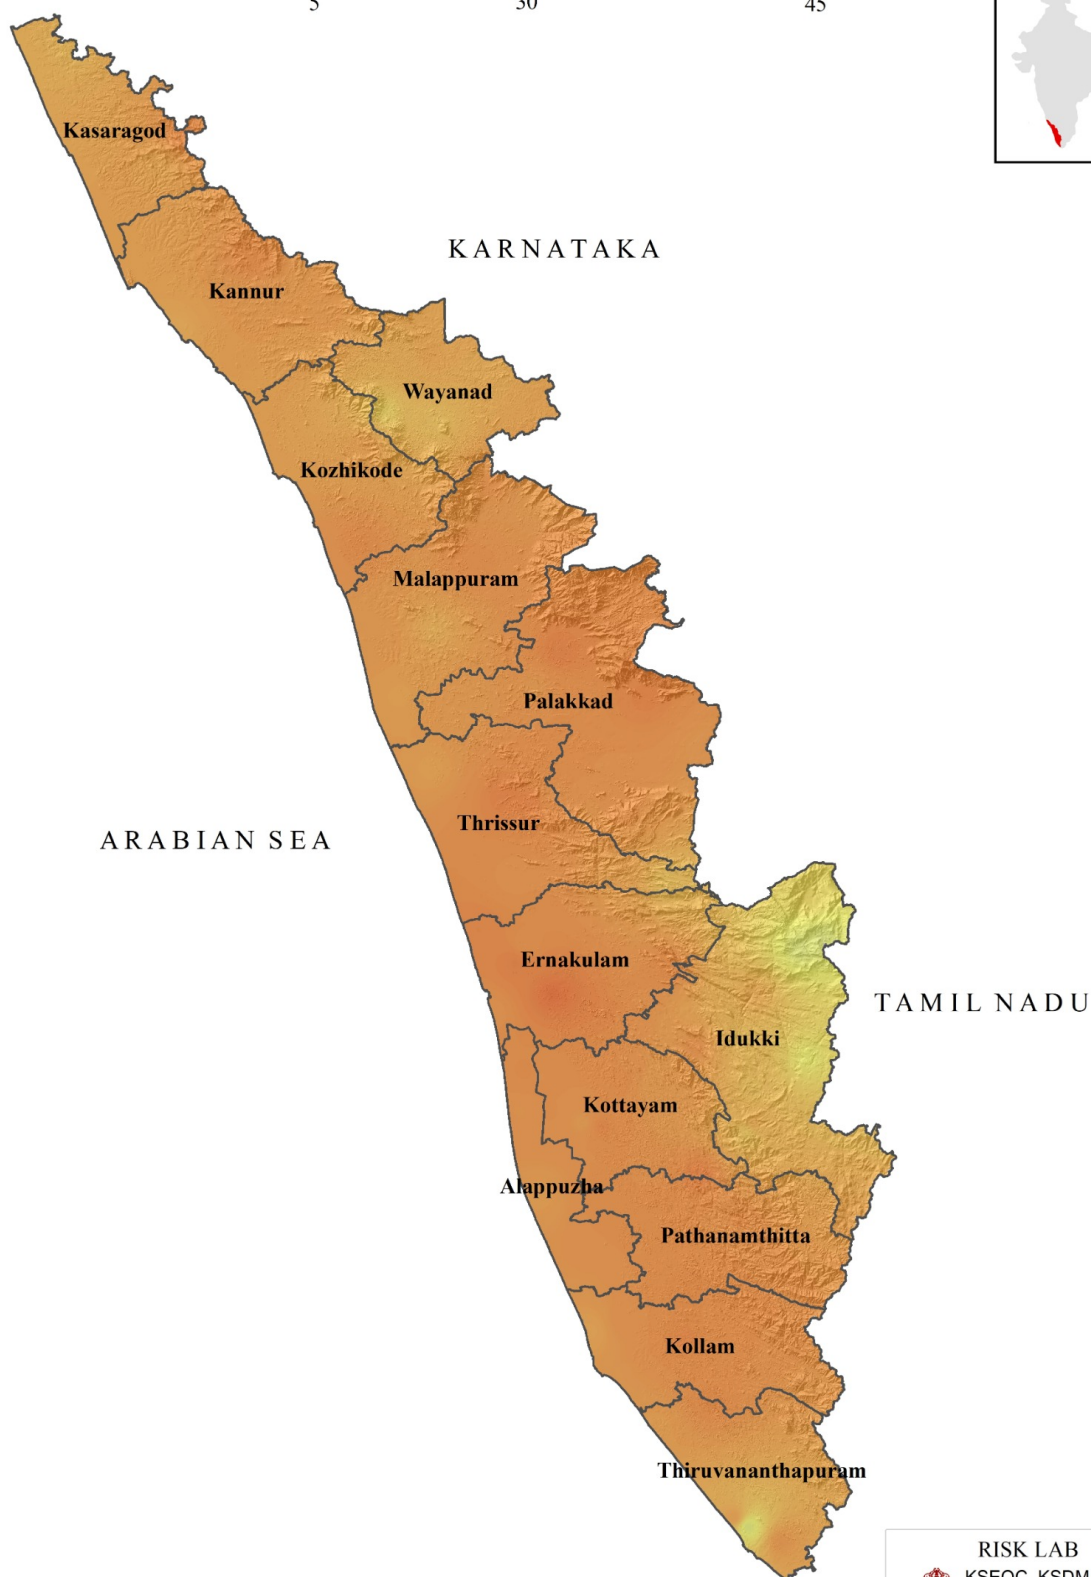 5 30 45
Kasaragod
KARNATAKA
Kannur
Wayanad
Kozhikode
Malappuram
Palakkad
Thrissur
ARABIAN SEA
Ernakulam
TAMIL NADU
Idukki
Kottayam
Alappuzha
Pathanamthitta
Kollam
Thiruvananthapuram
RISK LAB